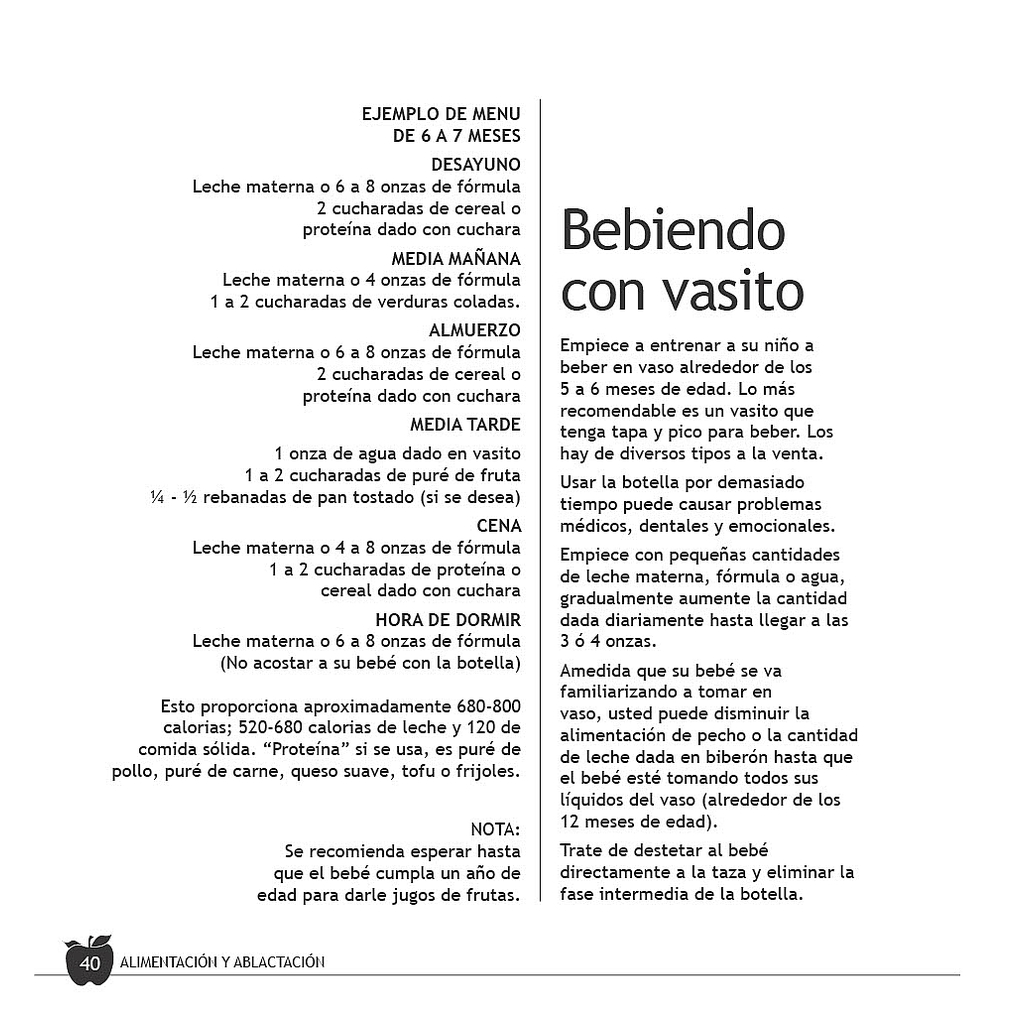 EJEMPLO DE MENU
DE 6 A 7 MESES
DESAYUNO
Leche materna o 6 a 8 onzas de fórmula
2 cucharadas de cereal o
proteína dado con cuchara
MEDIA MAÑANA
Leche materna o 4 onzas de fórmula
1 a 2 cucharadas de verduras coladas.
ALMUERZO
Leche materna o 6 a 8 onzas de fórmula
2 cucharadas de cereal o
proteína dado con cuchara
MEDIA TARDE
1 onza de agua dado en vasito
1 a 2 cucharadas de puré de fruta
¼ - ½ rebanadas de pan tostado (si se desea)
CENA
Leche materna o 4 a 8 onzas de fórmula
1 a 2 cucharadas de proteína o
cereal dado con cuchara
HORA DE DORMIR
Leche materna o 6 a 8 onzas de fórmula
(No acostar a su bebé con la botella)
Esto proporciona aproximadamente 680-800
calorias; 520-680 calorias de leche y 120 de
comida sólida. “Proteína” si se usa, es puré de
pollo, puré de carne, queso suave, tofu o frijoles.
NOTA:
Se recomienda esperar hasta
que el bebé cumpla un año de
edad para darle jugos de frutas.
Bebiendo
con vasito
Empiece a entrenar a su niño a
beber en vaso alrededor de los
5 a 6 meses de edad. Lo más
recomendable es un vasito que
tenga tapa y pico para beber. Los
hay de diversos tipos a la venta.
Usar la botella por demasiado
tiempo puede causar problemas
médicos, dentales y emocionales.
Empiece con pequeñas cantidades
de leche materna, fórmula o agua,
gradualmente aumente la cantidad
dada diariamente hasta llegar a las
3 ó 4 onzas.
Amedida que su bebé se va
familiarizando a tomar en
vaso, usted puede disminuir la
alimentación de pecho o la cantidad
de leche dada en biberón hasta que
el bebé esté tomando todos sus
líquidos del vaso (alrededor de los
12 meses de edad).
Trate de destetar al bebé
directamente a la taza y eliminar la
fase intermedia de la botella.
40 ALIMENTACIÓN Y ABLACTACIÓN